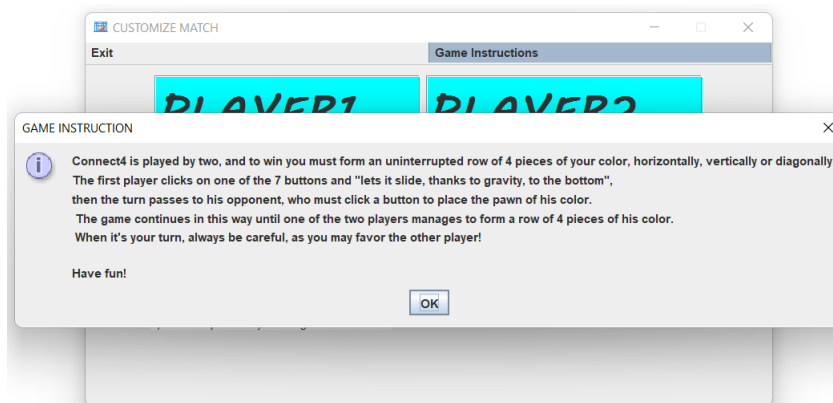 CUSTOMIZE MATCH
Exit
Game Instructions
PLAYER1 PLAYER2
GAME INSTRUCTION
Connect4 is played by two, and to win you must form an uninterrupted row of 4 pieces of your color, horizontally, vertically or diagonally
The first player clicks on one of the 7 buttons and "lets it slide, thanks to gravity, to the bottom",
then the turn passes to his opponent, who must click a button to place the pawn of his color.
The game continues in this way until one of the two players manages to form a row of 4 pieces of his color.
When it's your turn, always be careful, as you may favor the other player!
Have fun!
OK